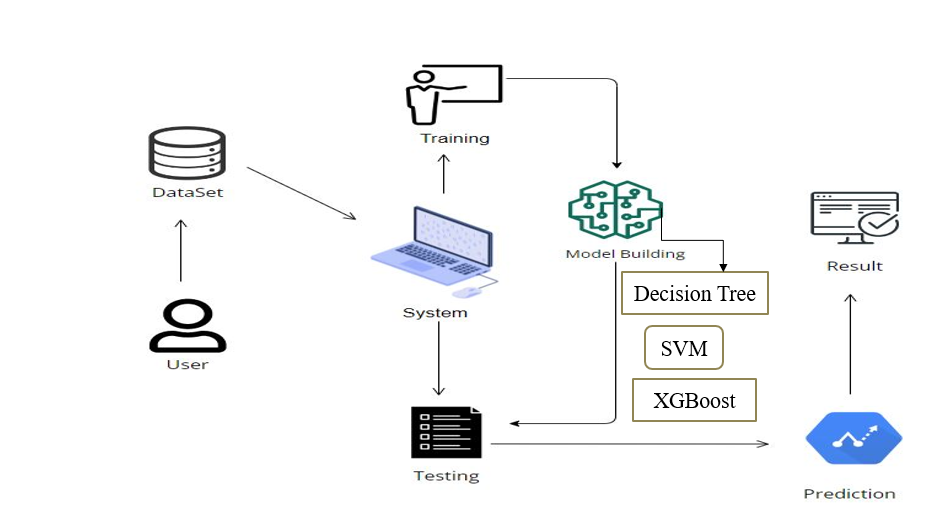 Training
DataSet
Model Building
Decision Tree
Result
System
SVM
User
XGBoost
Testing
Prediction